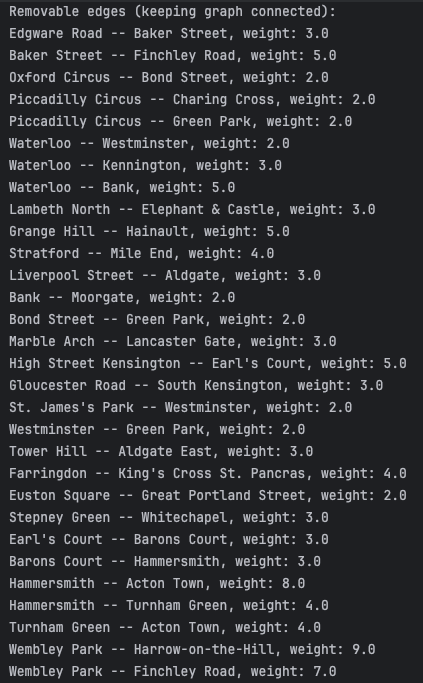 Removable edges (keeping graph connected):
Edgware Road -- Baker Street, weight: 3.0
Baker Street -- Finchley Road, weight: 5.0
Oxford Circus -- Bond Street, weight: 2.0
Piccadilly Circus -- Charing Cross, weight: 2.0
Piccadilly Circus -- Green Park, weight: 2.0
Waterloo -- Westminster, weight: 2.0
Waterloo -- Kennington, weight: 3.0
Waterloo -- Bank, weight: 5.0
Lambeth North -- Elephant & Castle, weight: 3.0
Grange Hill -- Hainault, weight: 5.0
Stratford -- Mile End, weight: 4.0
Liverpool Street -- Aldgate, weight: 3.0
Bank -- Moorgate, weight: 2.0
Bond Street -- Green Park, weight: 2.0
Marble Arch -- Lancaster Gate, weight: 3.0
High Street Kensington -- Earl's Court, weight: 5.0
Gloucester Road -- South Kensington, weight: 3.0
St. James's Park -- Westminster, weight: 2.0
Westminster -- Green Park, weight: 2.0
Tower Hill -- Aldgate East, weight: 3.0
Farringdon -- King's Cross St. Pancras, weight: 4.0
Euston Square -- Great Portland Street, weight: 2.0
Stepney Green -- Whitechapel, weight: 3.0
Earl's Court -- Barons Court, weight: 3.0
Barons Court -- Hammersmith, weight: 3.0
Hammersmith -- Acton Town, weight: 8.0
Hammersmith -- Turnham Green, weight: 4.0
Turnham Green -- Acton Town, weight: 4.0
Wembley Park -- Harrow-on-the-Hill, weight: 9.0
Wembley Park -- Finchley Road, weight: 7.0